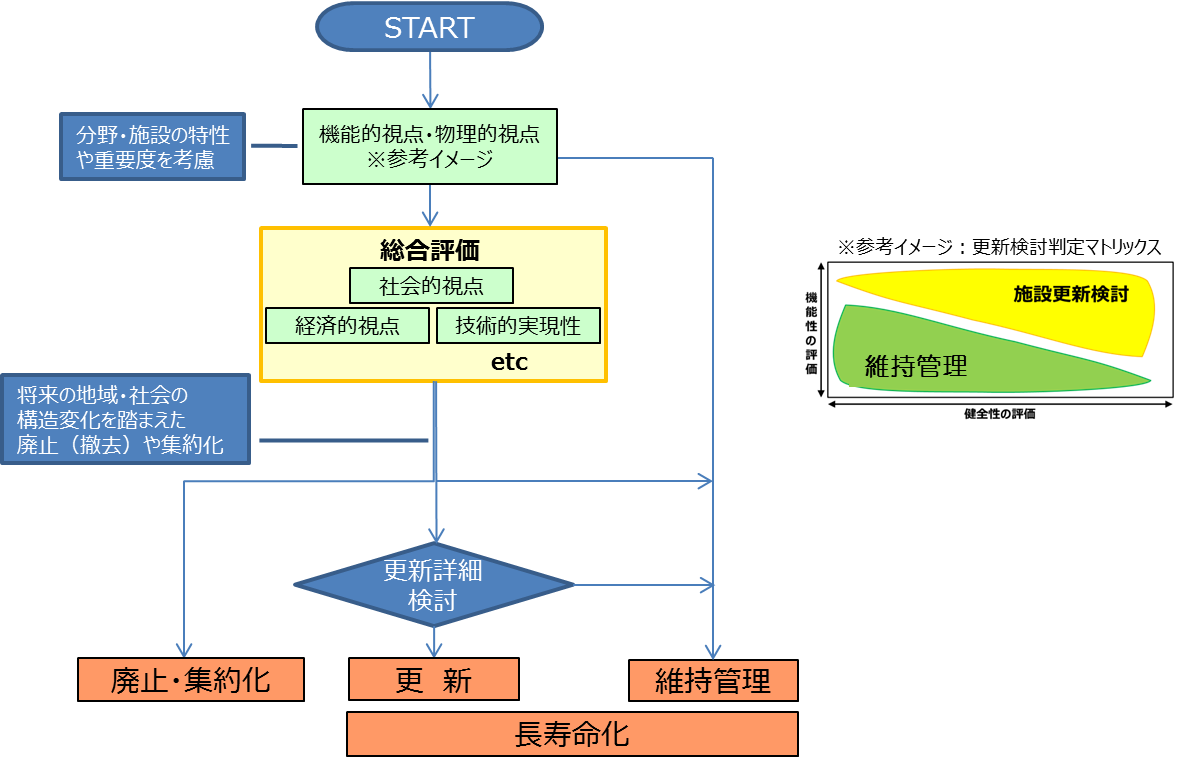 START
分野・施設の特性
や重要度を考慮
機能的視点・物理的視点
※参考イメージ
総合評価
社会的視点
経済的視点
技術的実現性
etc
※参考イメージ：更新検討判定マトリックス
機能性の評価
施設更新検討
維持管理
健全性の評価
将来の地域・社会の
構造変化を踏まえた
廃止（撤去）や集約化
更新詳細
検討
廃止・集約化
更　新
維持管理
長寿命化